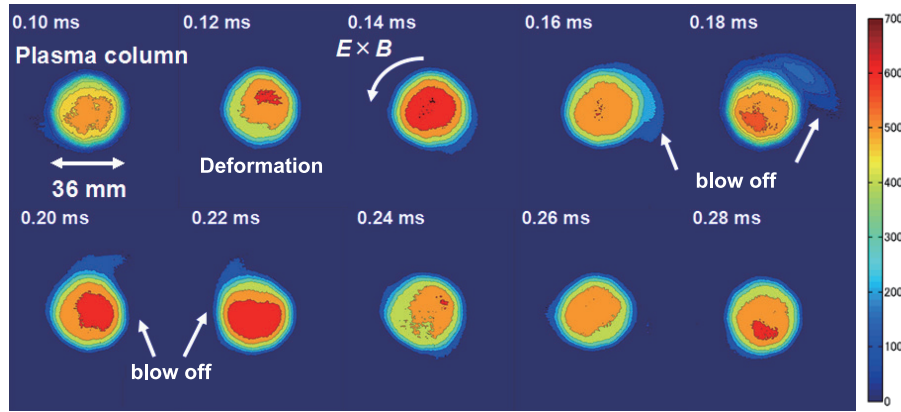 0.10 ms
0.12 ms
0.14 ms
0.16 ms
0.18 ms
Plasma column
E × B
36 mm
Deformation
blow off
0.20 ms
0.22 ms
0.24 ms
0.26 ms
0.28 ms
blow off
700
600
500
400
300
200
100
0